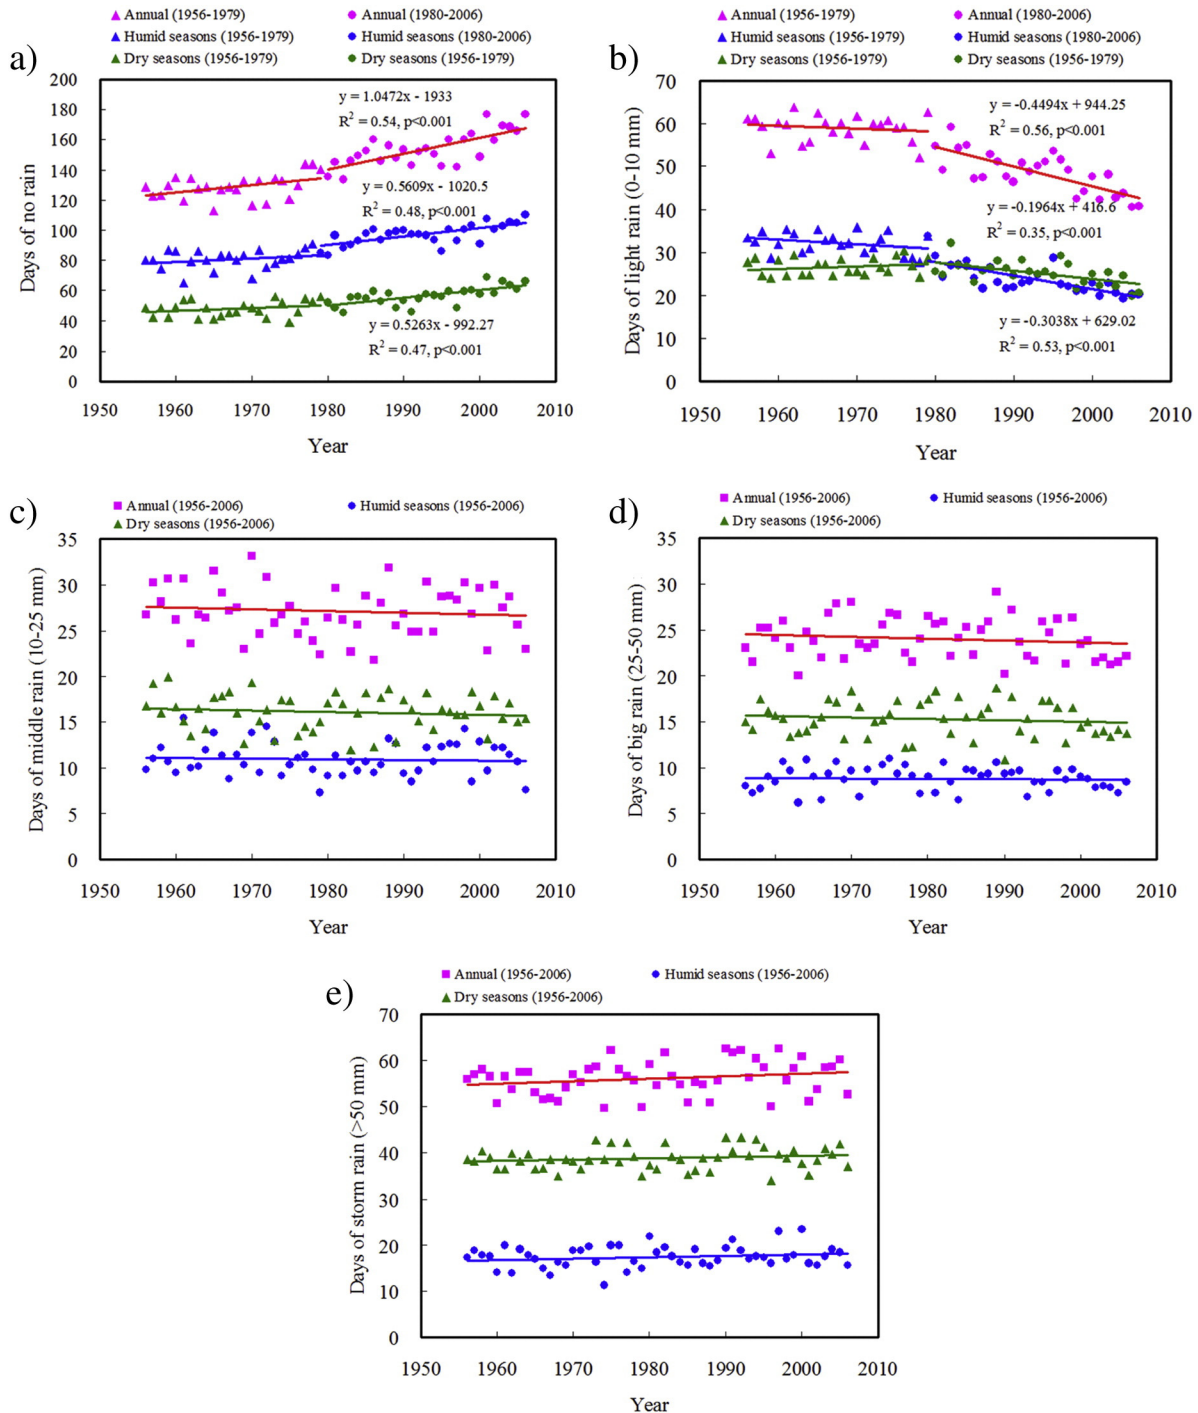 a)
Annual (1956-1979)
Annual (1980-2006)
Humid seasons (1956-1979)
Humid seasons (1980-2006)
Dry seasons (1956-1979)
Dry seasons (1956-1979)
200
180
160
140
120
100
80
60
40
20
0
Days of no rain
y = 1.0472x - 1933
R2 = 0.54, p<0.001
y = 0.5609x - 1020.5
R2 = 0.48, p<0.001
y = 0.5263x - 992.27
R2 = 0.47, p<0.001
1950 1960 1970 1980 1990 2000 2010
Year
b)
Annual (1956-1979)
Annual (1980-2006)
Humid seasons (1956-1979)
Humid seasons (1980-2006)
Dry seasons (1956-1979)
Dry seasons (1956-1979)
70
60
50
40
30
20
10
0
Days of liight rain (0-10 mm)
y = -0.4494x + 944.25
R2 = 0.56, p<0.001
y = -0.1964x + 416.6
R2 = 0.35, p<0.001
y = -0.3038x + 629.02
R2 = 0.53, p<0.001
1950 1960 1970 1980 1990 2000 2010
Year
c)
Annual (1956-2006)
Humid seasons (1956-2006)
Dry seasons (1956-2006)
35
30
25
20
15
10
5
0
Days of middle rain (10-25 mm)
1950 1960 1970 1980 1990 2000 2010
Year
d)
Annual (1956-2006)
Humid seasons (1956-2006)
Dry seasons (1956-2006)
35
30
25
20
15
10
5
0
Days of big rain (25-50 mm)
1950 1960 1970 1980 1990 2000 2010
Year
e)
Annual (1956-2006)
Humid seasons (1956-2006)
Dry seasons (1956-2006)
70
60
50
40
30
20
10
0
Days of storm rain (>50 mm)
1950 1960 1970 1980 1990 2000 2010
Year